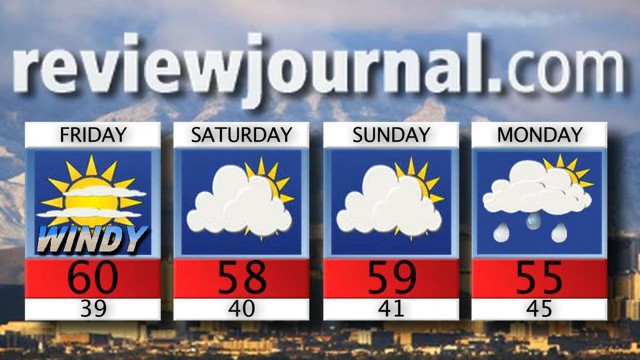 reviewjournal.com
FRIDAY SATURDAY SUNDAY MONDAY
WINDY
60 58 59 55
39 40 41 45